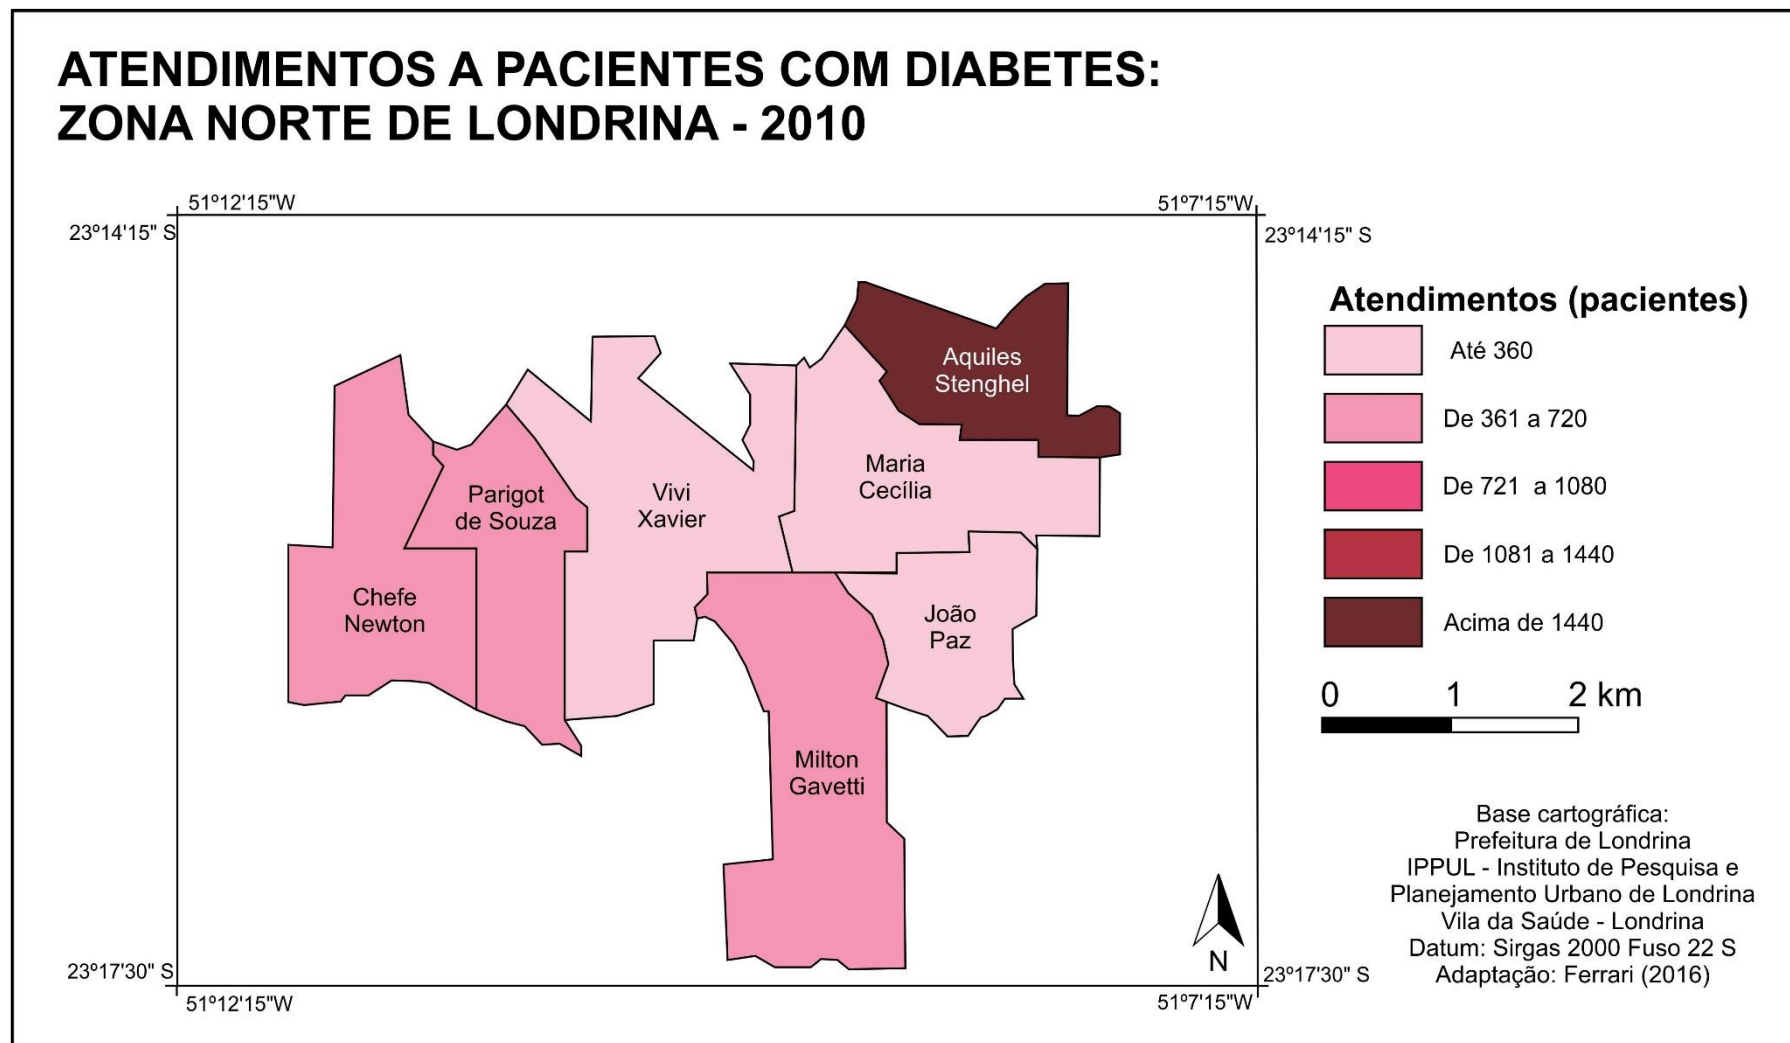 ATENDIMENTOS A PACIENTES COM DIABETES:
ZONA NORTE DE LONDRINA - 2010
51º12'15"W
51º7'15"W
23º14'15" S
23º14'15" S
Aquiles
Stenghel
Maria
Cecília
Vivi
Xavier
Parigot
de Souza
Chefe
Newton
João
Paz
Milton
Gavetti
Atendimentos (pacientes)
Até 360
De 361 a 720
De 721 a 1080
De 1081 a 1440
Acima de 1440
0 1 2 km
N
Base cartográfica:
Prefeitura de Londrina
IPPUL - Instituto de Pesquisa e
Planejamento Urbano de Londrina
Vila da Saúde - Londrina
Datum: Sirgas 2000 Fuso 22 S
Adaptação: Ferrari (2016)
23º17'30" S
23º17'30" S
51º12'15"W
51º7'15"W